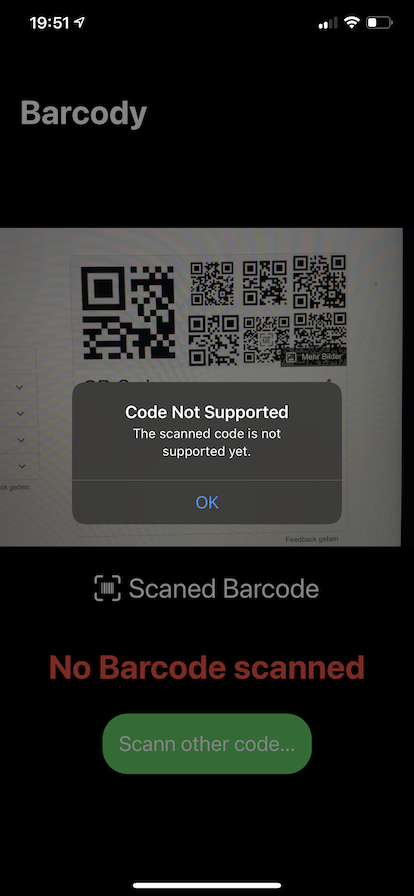 19:51
Barcody
Mehr Bilder
Code Not Supported
The scanned code is not
supported yet.
OK
ck geben
Feedback geben
Scaned Barcode
No Barcode scanned
Scann other code...